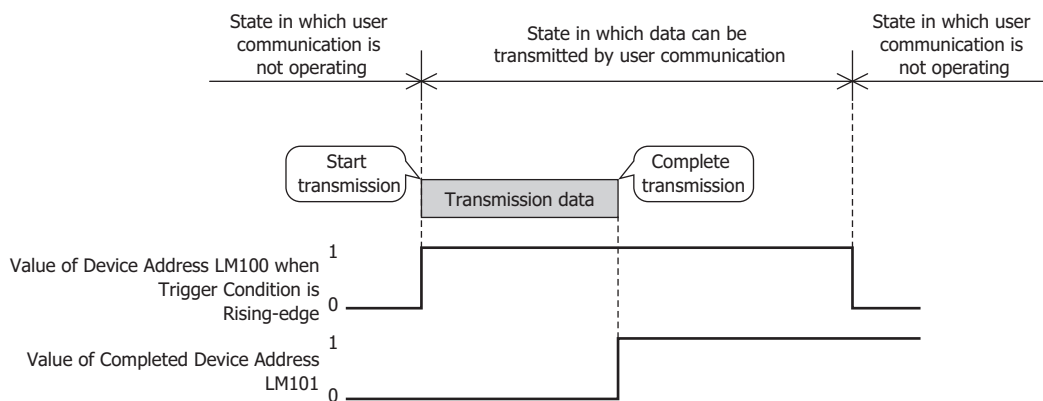 State in which user
communication is
not operating
State in which data can be
transmitted by user communication
State in which user
communication is
not operating
Start
transmission
Complete
transmission
Transmission data
Value of Device Address LM100 when
Trigger Condition is
Rising-edge
1
0
Value of Completed Device Address
LM101
1
0